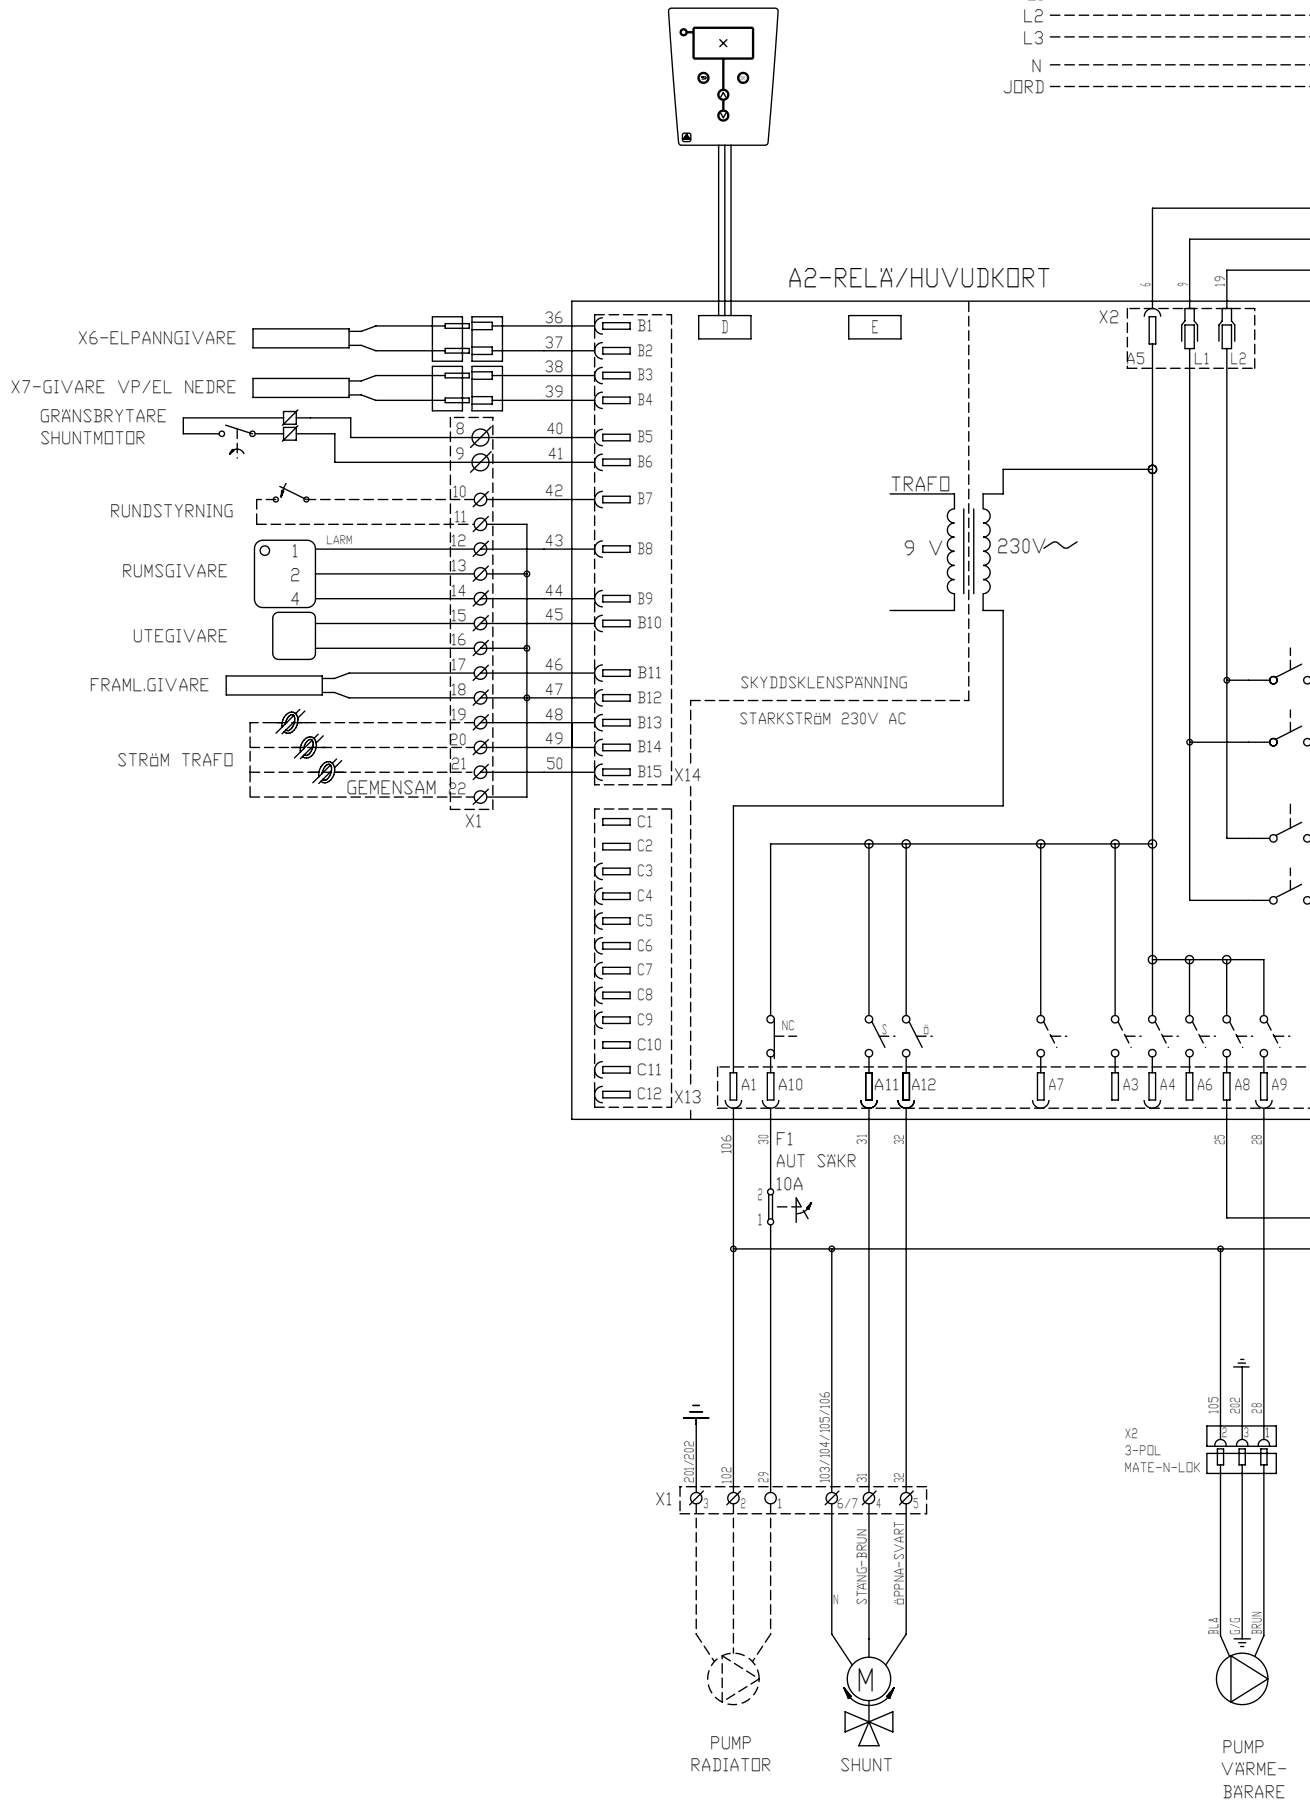 L2
L3
N
JORD
A2-RELÄ/HUVUDKORT
6
9
19
X2
A5
L1
L2
D
E
X6-ELPANNGIVARE
36
B1
37
B2
X7-GIVARE VP/EL NEDRE
38
B3
39
B4
GRÄNSBRYTARE
SHUNTMOTOR
8
40
B5
9
41
B6
RUNDSTYRNING
10
42
B7
11
RUMSGIVARE
1
2
4
LARM
12
43
B8
13
14
44
B9
UTEGIVARE
15
45
B10
16
FRAML.GIVARE
17
46
B11
18
47
B12
STRÖM TRAFO
19
48
B13
20
49
B14
21
50
B15
X14
GEMENSAM
22
X1
TRAFO
9 V
230V
SKYDDSKLENSPÄNNING
STARKSTRÖM 230V AC
C1
C2
C3
C4
C5
C6
C7
C8
C9
C10
C11
C12
X13
NC
S
Ö
A1
A10
A11
A12
A7
A3
A4
A6
A8
A9
106
30
31
32
25
28
F1
AUT SÄKR
10A
2
1
201/202
102
29
103/104/105/106
31
32
X1
3
2
1
6/7
4
5
N
STÄNG-BRUN
ÖPPNA-SVART
M
PUMP
RADIATOR
SHUNT
105
202
28
X2
3-POL
MATE-N-LOK
2
3
1
BLÅ
G/G
BRUN
PUMP
VÄRME-
BÄRARE